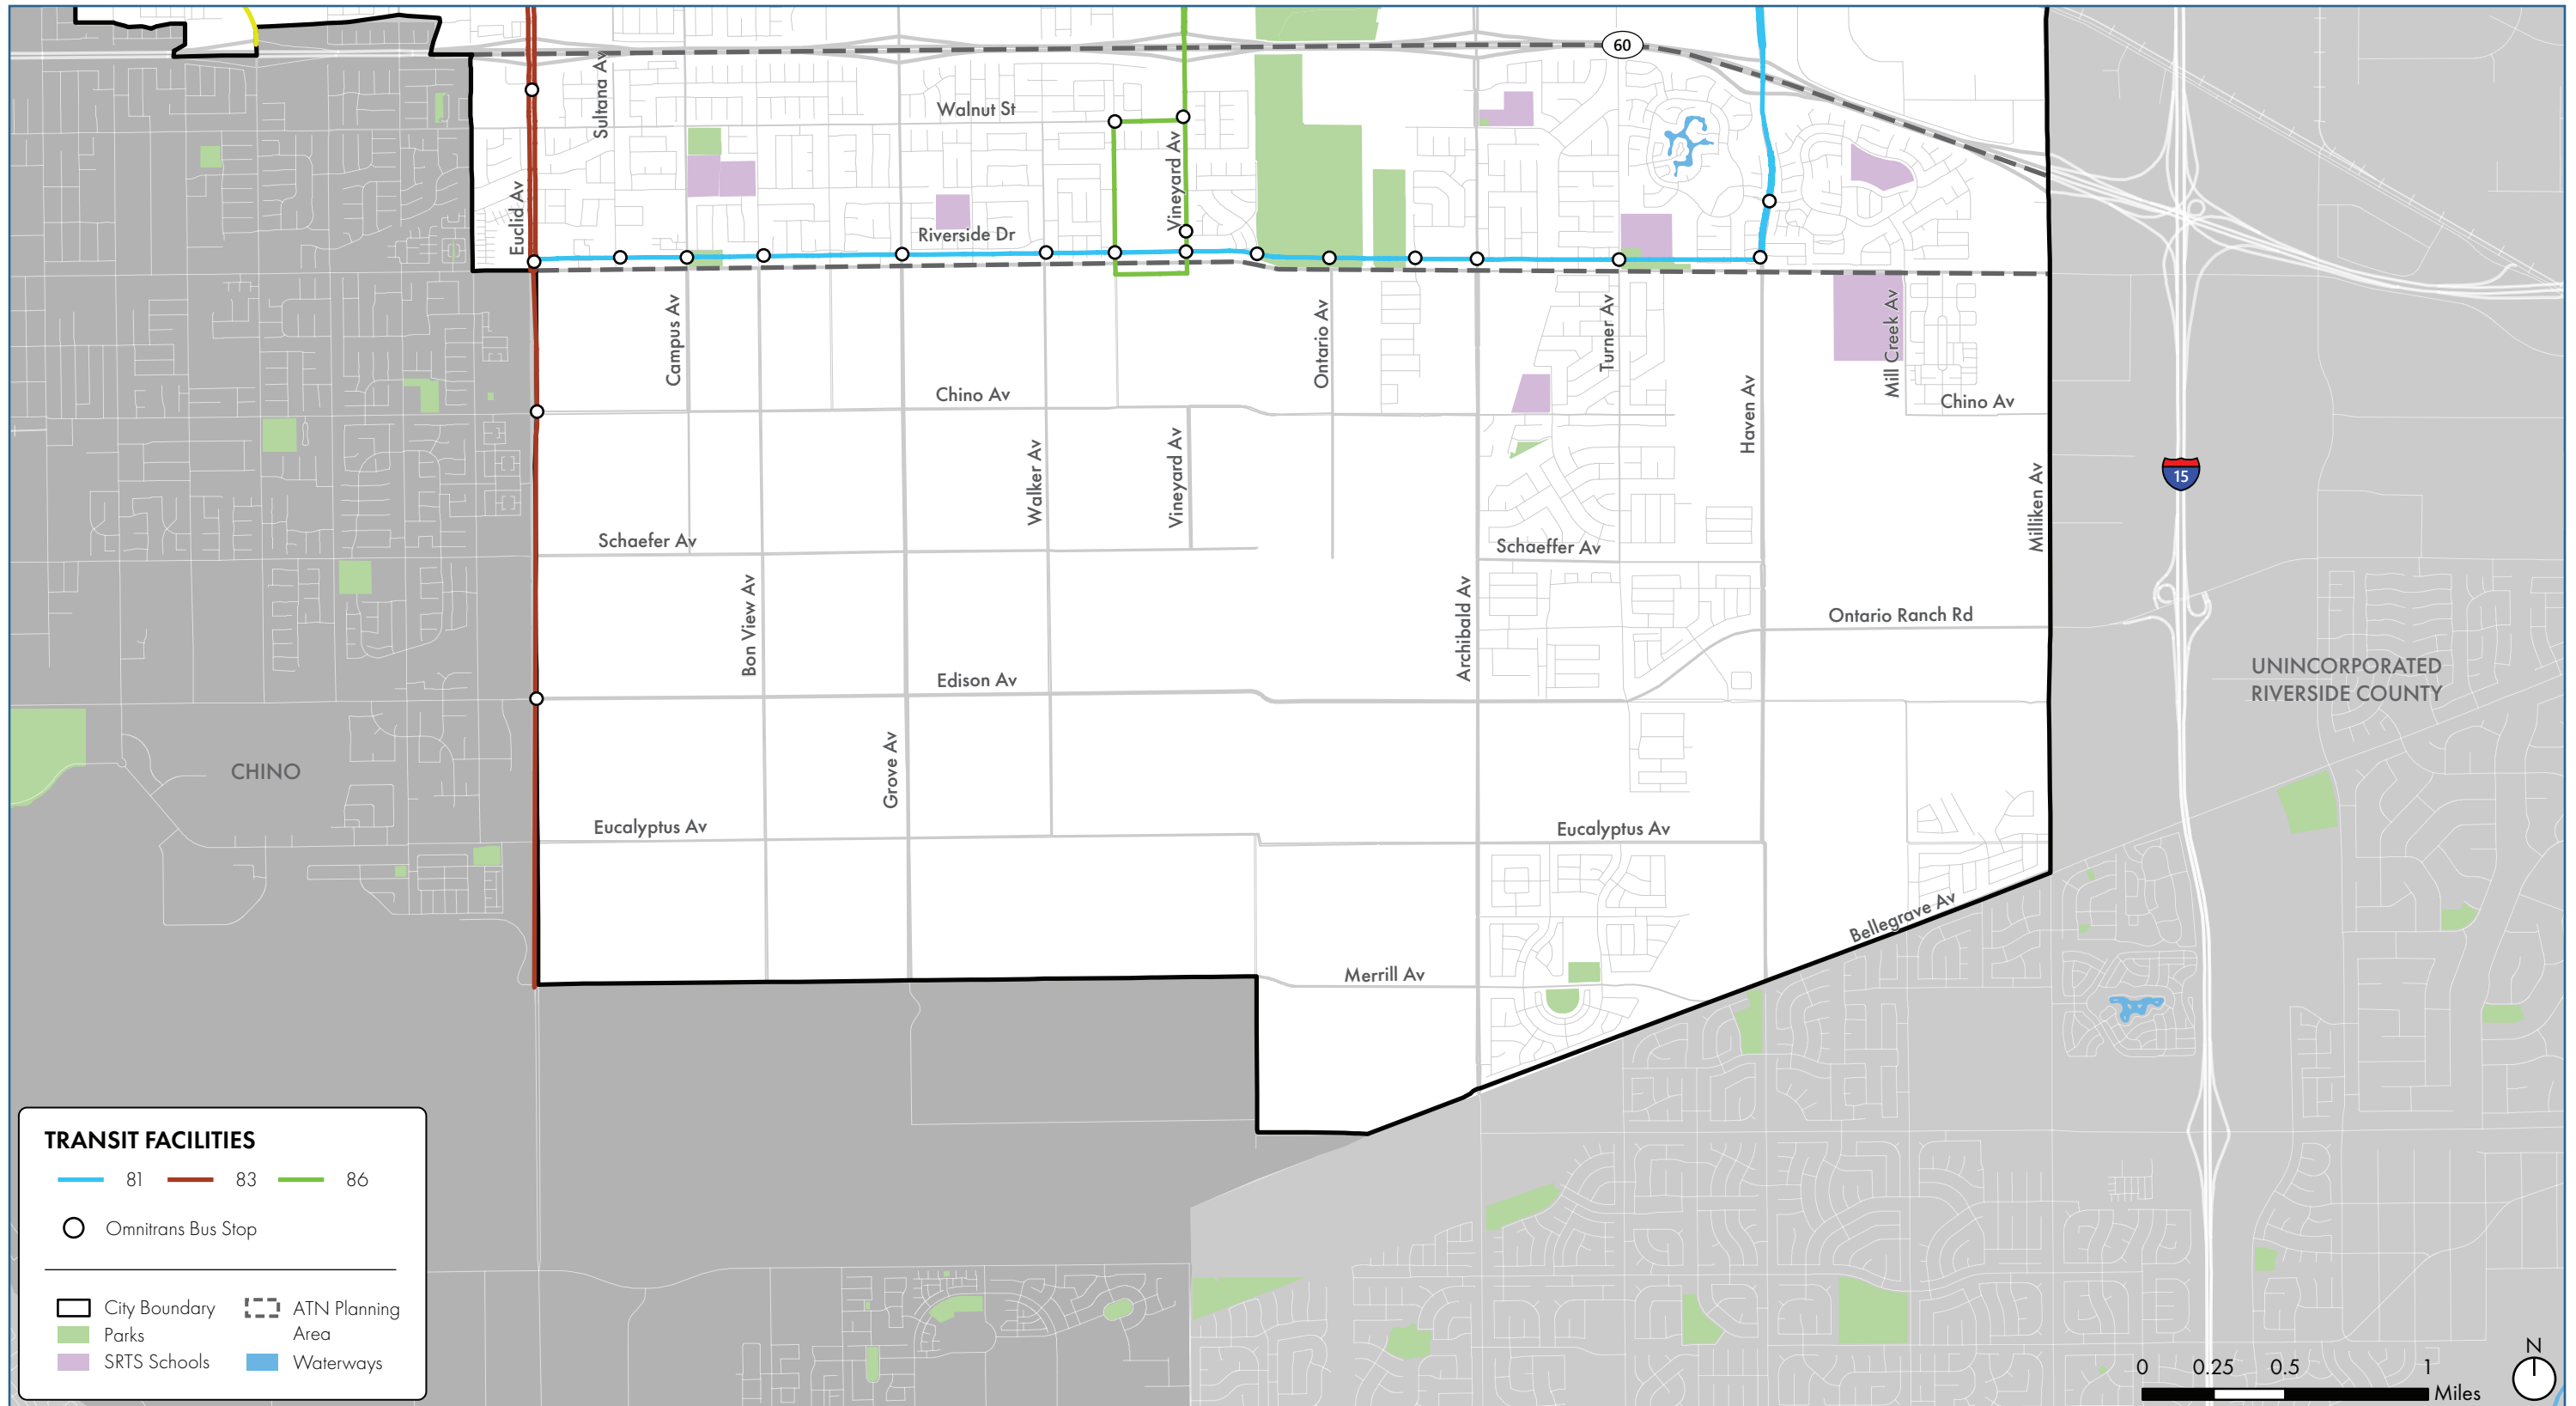 60
Sultana Av
Walnut St
Vineyard Av
Euclid Av
Riverside Dr
Campus Av
Ontario Av
Turner Av
Mill Creek Av
Haven Av
Chino Av
Chino Av
Walker Av
Vineyard Av
Milliken Av
15
Schaefer Av
Schaeffer Av
Bon View Av
Archibald Av
Ontario Ranch Rd
Edison Av
UNINCORPORATED
RIVERSIDE COUNTY
Grove Av
CHINO
Eucalyptus Av
Eucalyptus Av
Bellegrave Av
Merrill Av
TRANSIT FACILITIES
81 83 86
Omnitrans Bus Stop
City Boundary
Parks
SRTS Schools
ATN Planning
Area
Waterways
N
0 0.25 0.5 1
Miles